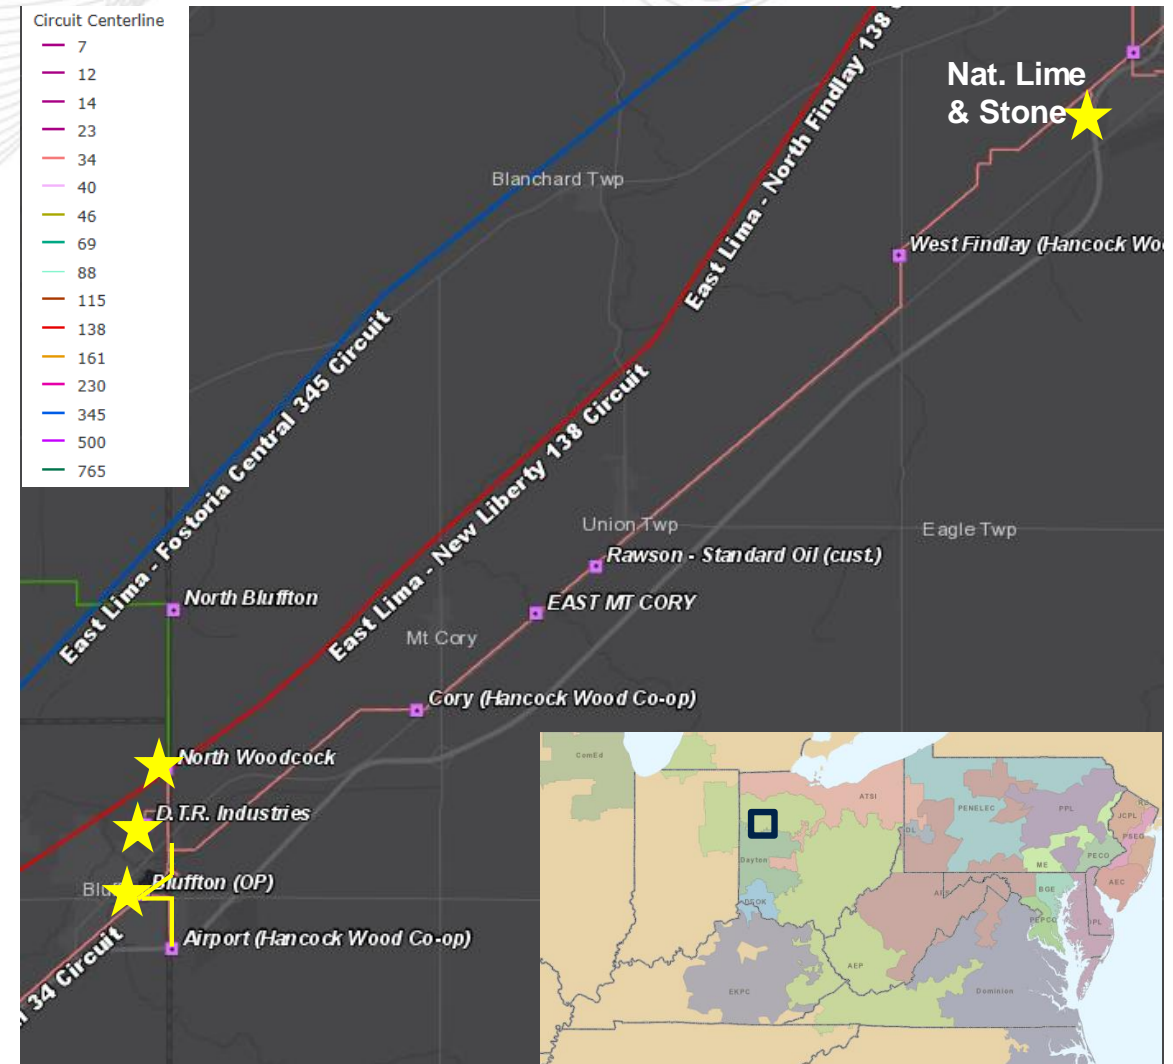 Circuit Centerline
7
12
14
23
34
40
46
69
88
115
138
161
230
345
500
765
Nat. Lime
& Stone
East Lima - North Findlay 138
Blanchard Twp
West Findlay (Hancock Woo
East Lima - Fostoria Central 345 Circuit
East Lima - New Liberty 138 Circuit
Union Twp
Eagle Twp
Rawson - Standard Oil (cust.)
North Bluffton
EAST MT CORY
Mt Cory
Cory (Hancock Wood Co-op)
North Woodcock
D.T.R. Industries
Bluffton (OP)
Airport (Hancock Wood Co-op)
34 Circuit
ComEd
ATSI
PENELEC
PPL
JCPL
PSEG
Dayton
DL
ME
PECO
AEC
BGE
PEPCO
DPL
AEP
EKPC
Dominion